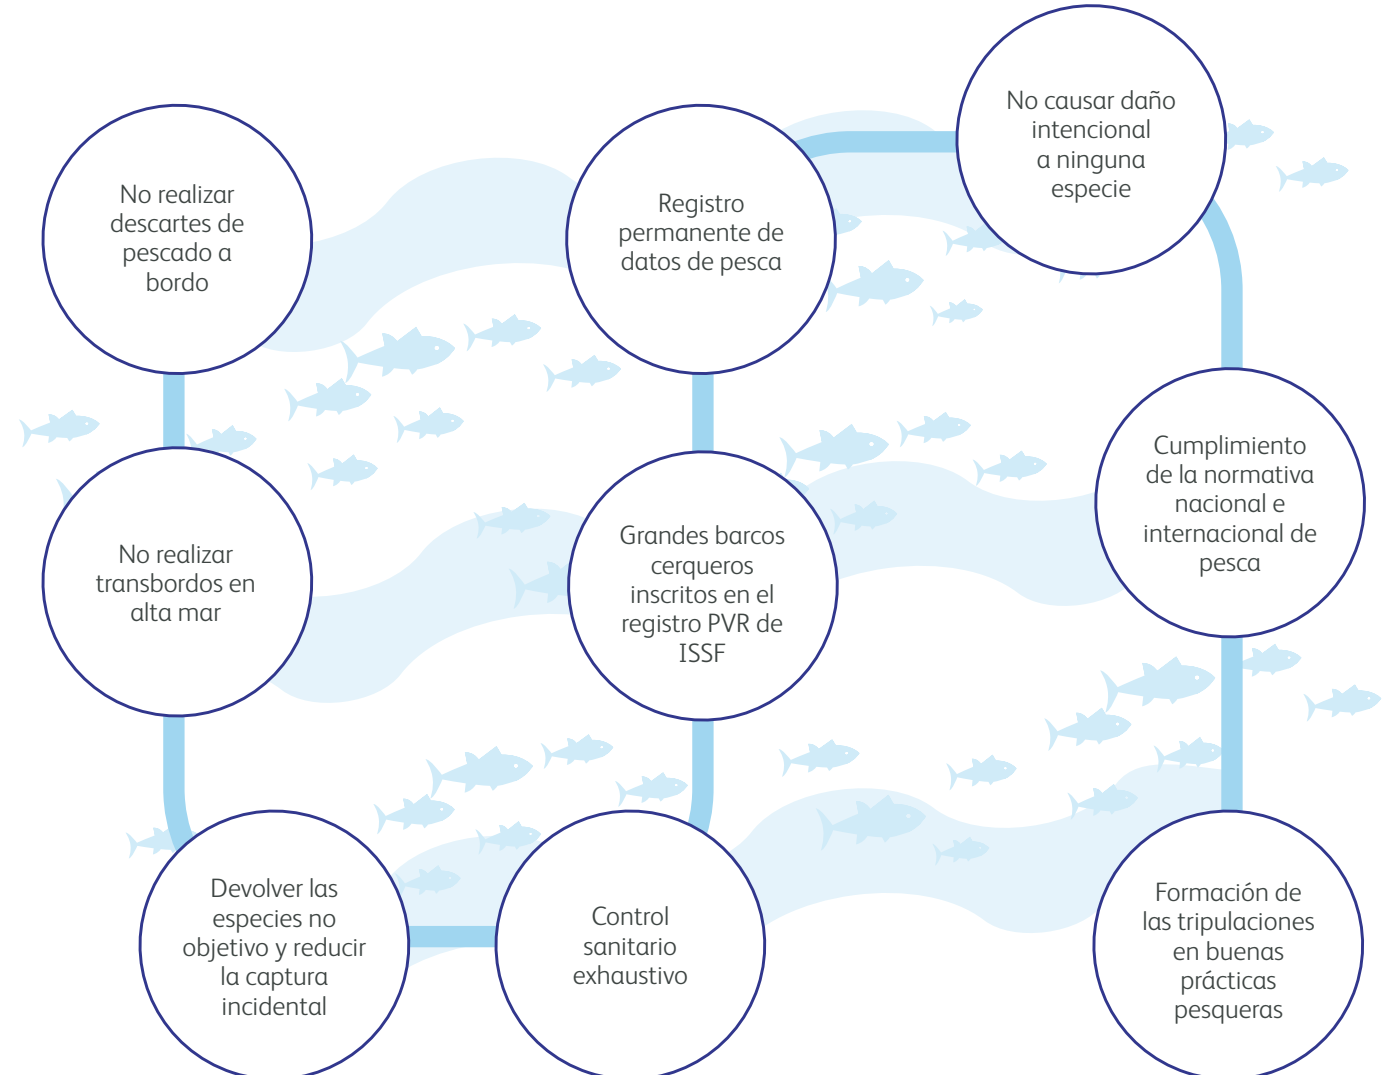 No realizar
descartes de
pescado a
bordo
No realizar
transbordos en
alta mar
Devolver las
especies no
objetivo y reducir
la captura
incidental
Control
sanitario
exhaustivo
Grandes barcos
cerqueros
inscritos en el
registro PVR de
ISSF
Registro
permanente de
datos de pesca
No causar daño
intencional
a ninguna
especie
Cumplimiento
de la normativa
nacional e
internacional de
pesca
Formación de
las tripulaciones
en buenas
prácticas
pesqueras